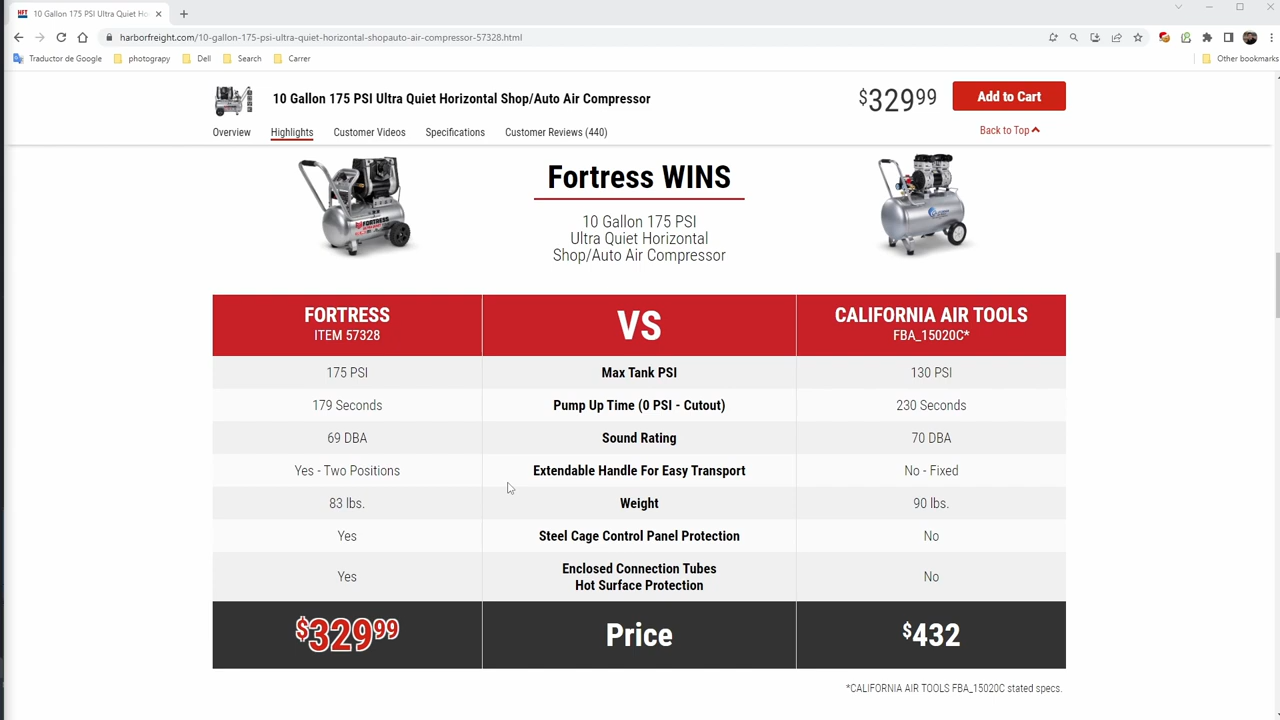 10 Gallon 175 PSI Ultra Quiet Ho
harborfreight.com/10-gallon-175-psi-ultra-quiet-horizontal-shopauto-air-compressor-57328.html
Traductor de Google photograpy Dell Search Carrer Other bookmarks
10 Gallon 175 PSI Ultra Quiet Horizontal Shop/Auto Air Compressor $329.99 Add to Cart
Overview Highlights Customer Videos Specifications Customer Reviews (440) Back to Top
Fortress WINS
10 Gallon 175 PSI
Ultra Quiet Horizontal
Shop/Auto Air Compressor
FORTRESS
FORTRESS VS CALIFORNIA AIR TOOLS
ITEM 57328 FBA_15020C*
175 PSI Max Tank PSI 130 PSI
179 Seconds Pump Up Time (0 PSI - Cutout) 230 Seconds
69 DBA Sound Rating 70 DBA
Yes - Two Positions Extendable Handle For Easy Transport No - Fixed
83 lbs. Weight 90 lbs.
Yes Steel Cage Control Panel Protection No
Yes Enclosed Connection Tubes No
Hot Surface Protection
$329.99 Price $432
*CALIFORNIA AIR TOOLS FBA_15020C stated specs.